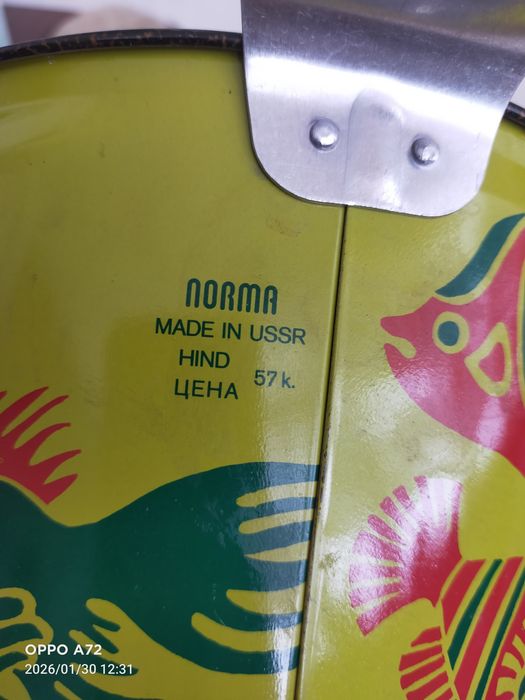 NORMA
MADE IN USSR
HIND
ЦЕНА 57 k.
OPPO A72
2026/01/30 12:31